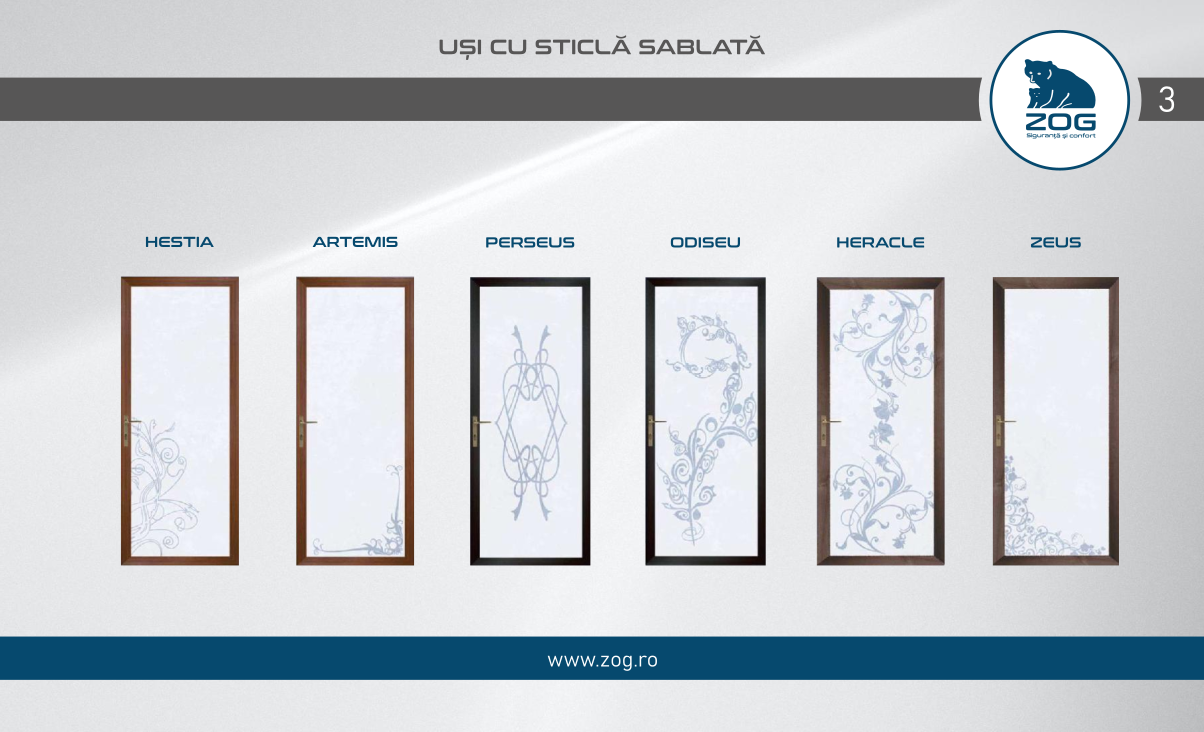 UȘI CU STICLĂ SABLATĂ
3
ZOG
Siguranță și confort
HESTIA ARTEMIS PERSEUS ODISEU HERACLE ZEUS
www.zog.ro